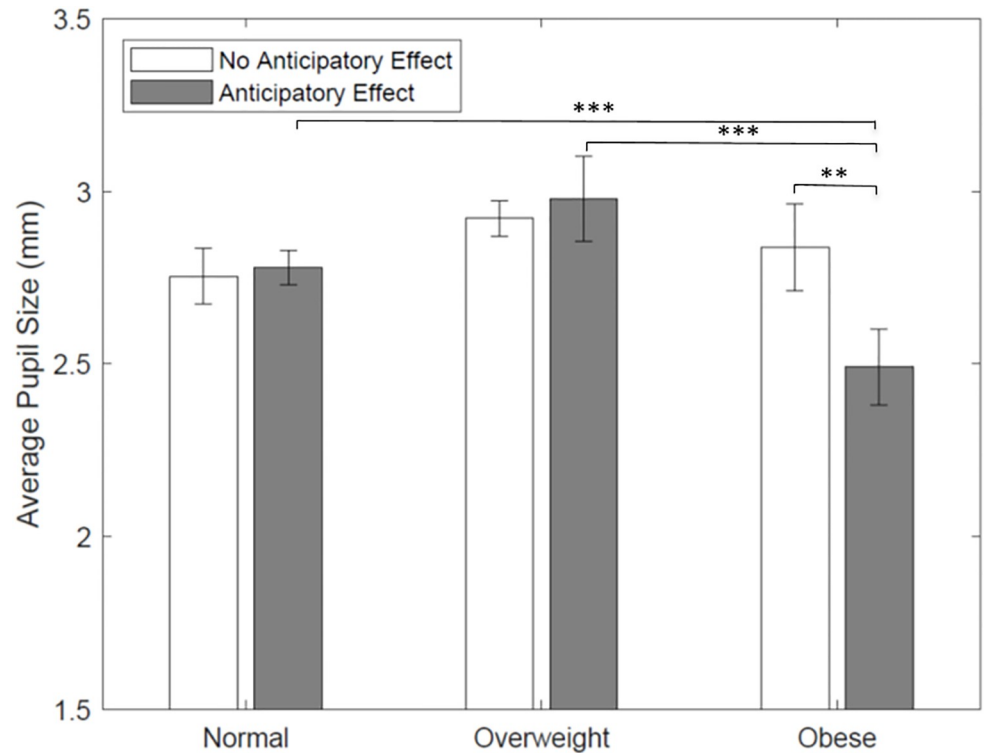 3.5
No Anticipatory Effect
Anticipatory Effect
***
***
**
3
2.5
2
1.5
Average Pupil Size (mm)
Normal Overweight Obese